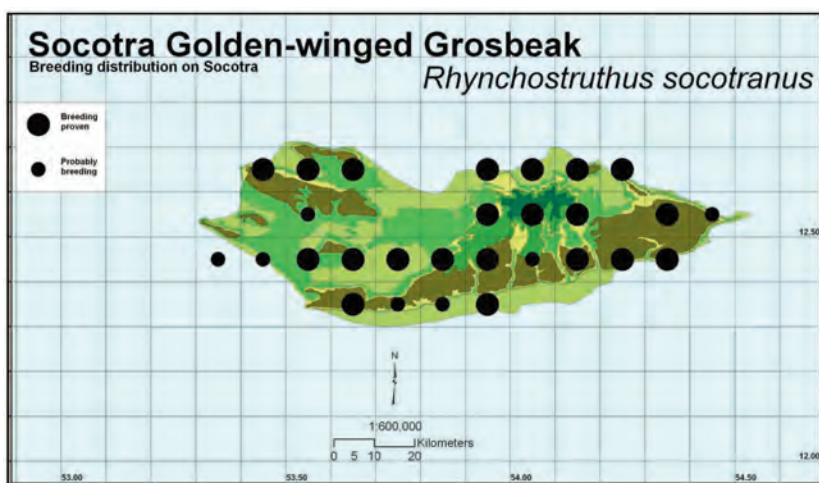 Socotra Golden-winged Grosbeak
Breeding distribution on Socotra
Rhynchostruthus socotranus
Breeding
proven
Probably
breeding
12.50
N
1:600,000
Kilometers
0 5 10 20
12.00
53.00 53.50 54.00 54.50